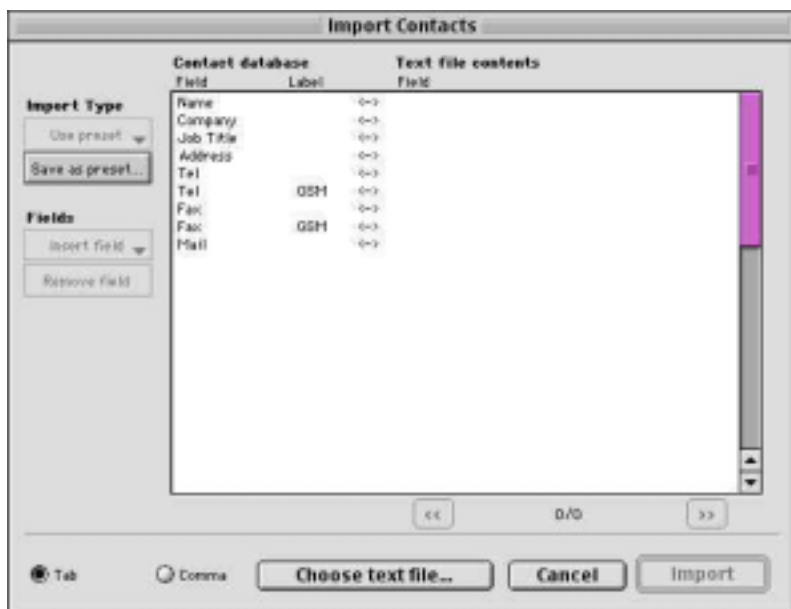 Import Contacts
Contact database Text file contents
Field Label Field
Import Type
Use preset
Save as preset...
Fields
Insert field
Remove field
Name <->
Company <->
Job Title <->
Address <->
Tel <->
Tel GSM <->
Fax <->
Fax GSM <->
Mail <->
<< 0/0 >>
Tab Comma Choose text file... Cancel Import